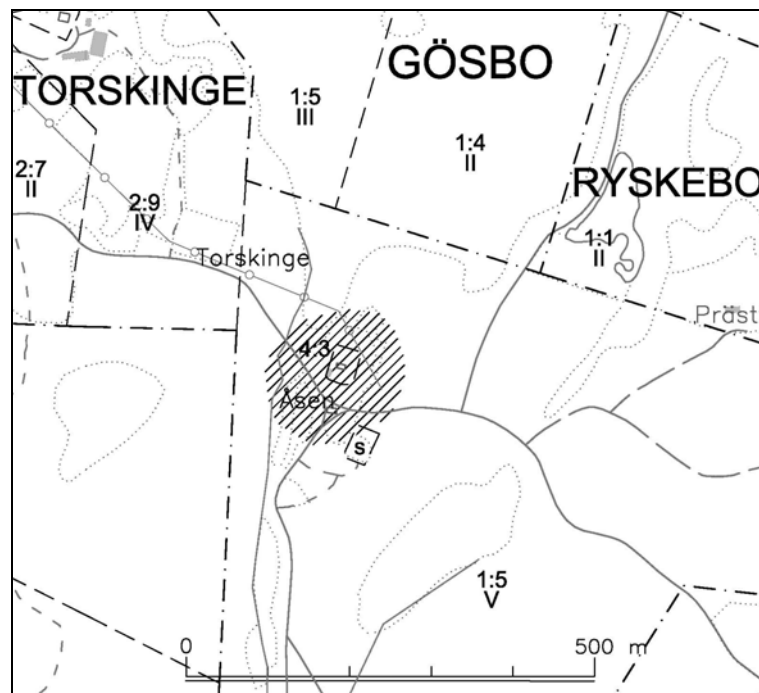 GÖSBO
TORSKINGE
1:5
III
1:4
II
2:7
II
RYSKEBO
2:9
IV
1:1
II
Torskinge
Präst
4:3
Åsen
s
1:5
V
0
500 m